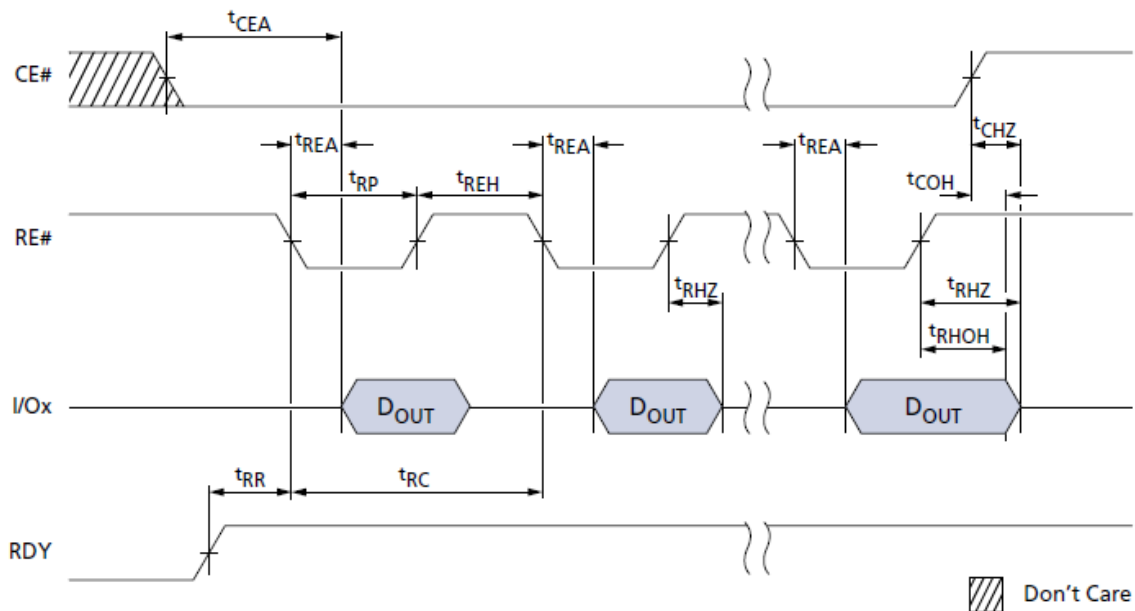 tCEA
CE#
tCHZ
tREA tREA tREA
tRP tREH tCOH
RE#
tRHZ tRHZ
tRHOH
I/Ox DOUT DOUT DOUT
tRR tRC
RDY
Don't Care